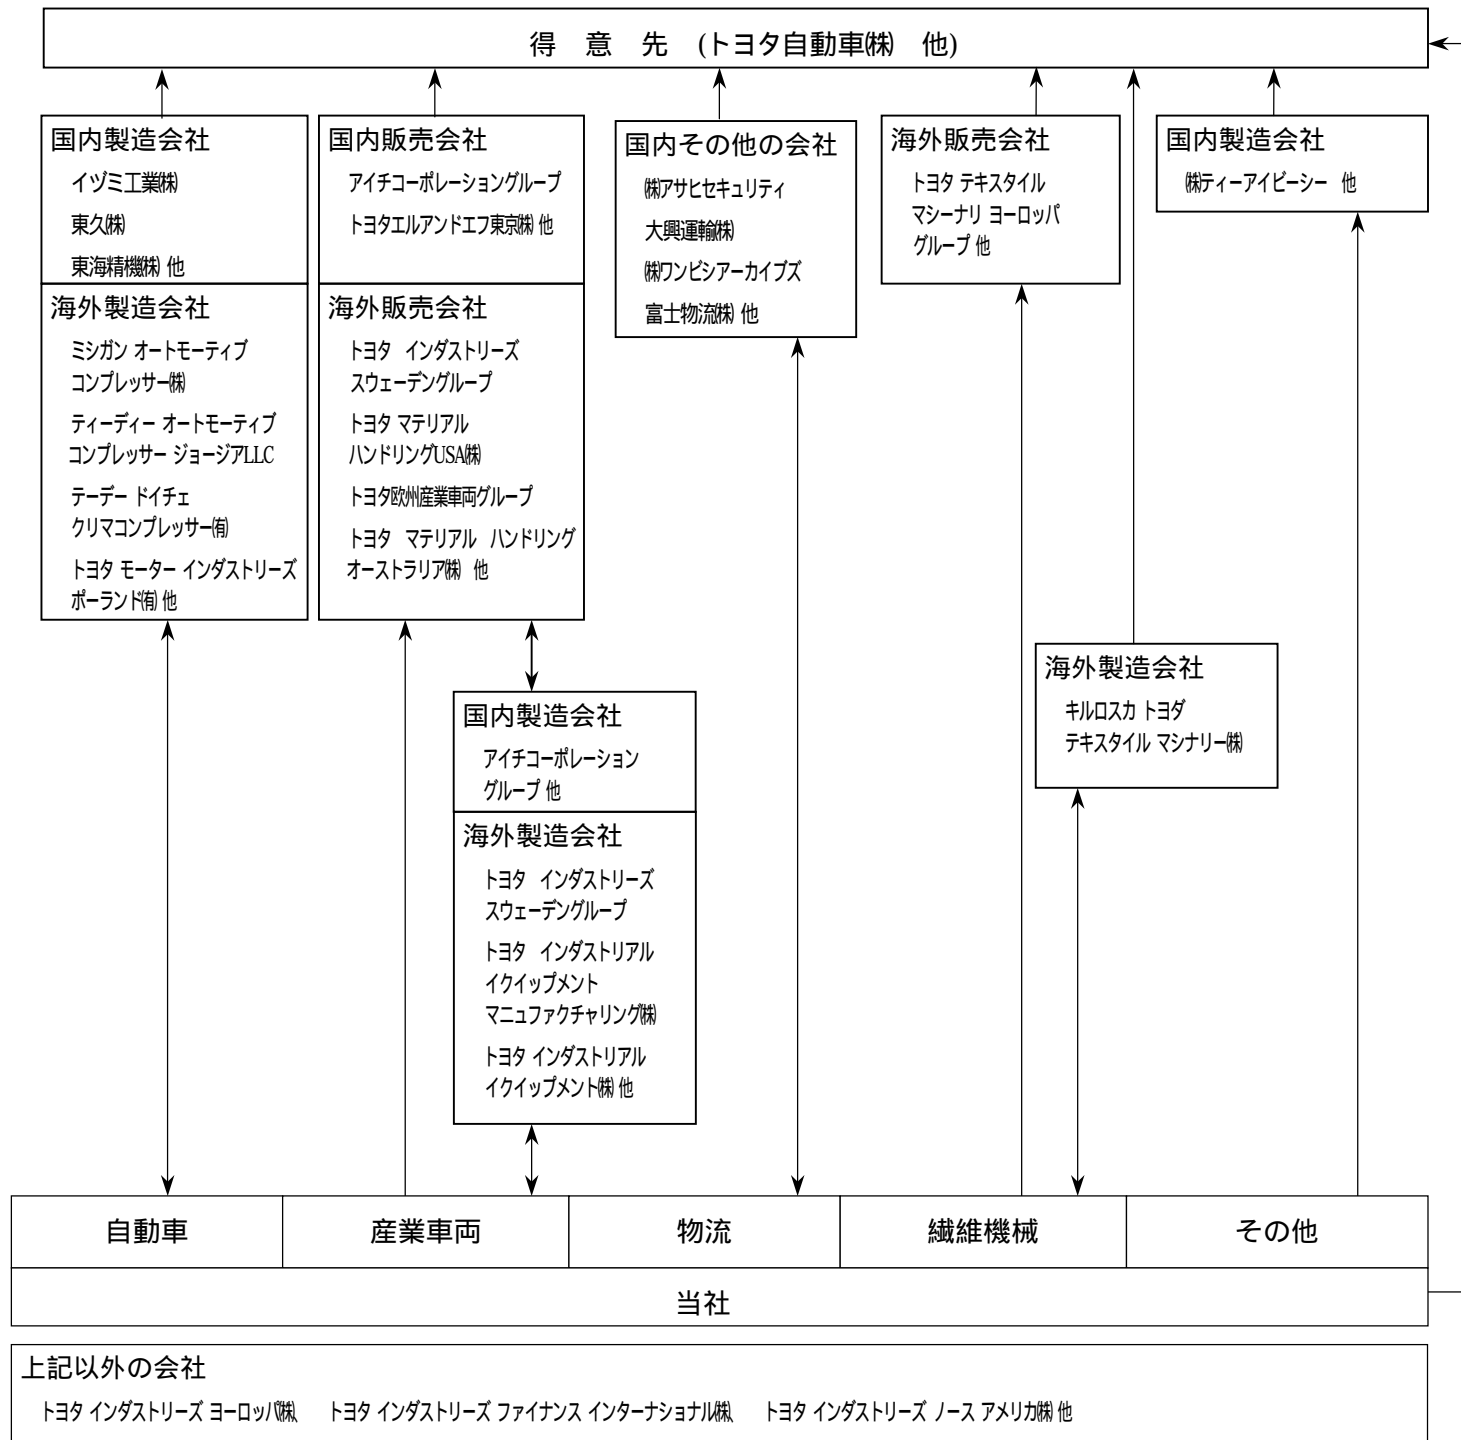 得　意　先　(トヨタ自動車㈱　他)
国内製造会社
イヅミ工業㈱
東久㈱
東海精機㈱ 他
海外製造会社
ミシガン オートモーティブ
コンプレッサー㈱
ティーディー オートモーティブ
コンプレッサー ジョージアLLC
テーデー ドイチェ
クリマコンプレッサー㈲
トヨタ モーター インダストリーズ
ポーランド㈲ 他
国内販売会社
アイチコーポレーショングループ
トヨタエルアンドエフ東京㈱ 他
海外販売会社
トヨタ　インダストリーズ
スウェーデングループ
トヨタ マテリアル
ハンドリングUSA㈱
トヨタ欧州産業車両グループ
トヨタ　マテリアル　ハンドリング
オーストラリア㈱　他
国内製造会社
アイチコーポレーション
グループ 他
海外製造会社
トヨタ　インダストリーズ
スウェーデングループ
トヨタ　インダストリアル
イクイップメント
マニュファクチャリング㈱
トヨタ インダストリアル
イクイップメント㈱ 他
国内その他の会社
㈱アサヒセキュリティ
大興運輸㈱
㈱ワンビシアーカイブズ
富士物流㈱ 他
海外販売会社
トヨタ テキスタイル
マシーナリ ヨーロッパ
グループ 他
海外製造会社
キルロスカ トヨダ
テキスタイル マシナリー㈱
国内製造会社
㈱ティーアイビーシー　他
自動車
産業車両
物流
繊維機械
その他
当社
上記以外の会社
トヨタ インダストリーズ ヨーロッパ㈱、　トヨタ インダストリーズ ファイナンス インターナショナル㈱、　トヨタ インダストリーズ ノース アメリカ㈱ 他